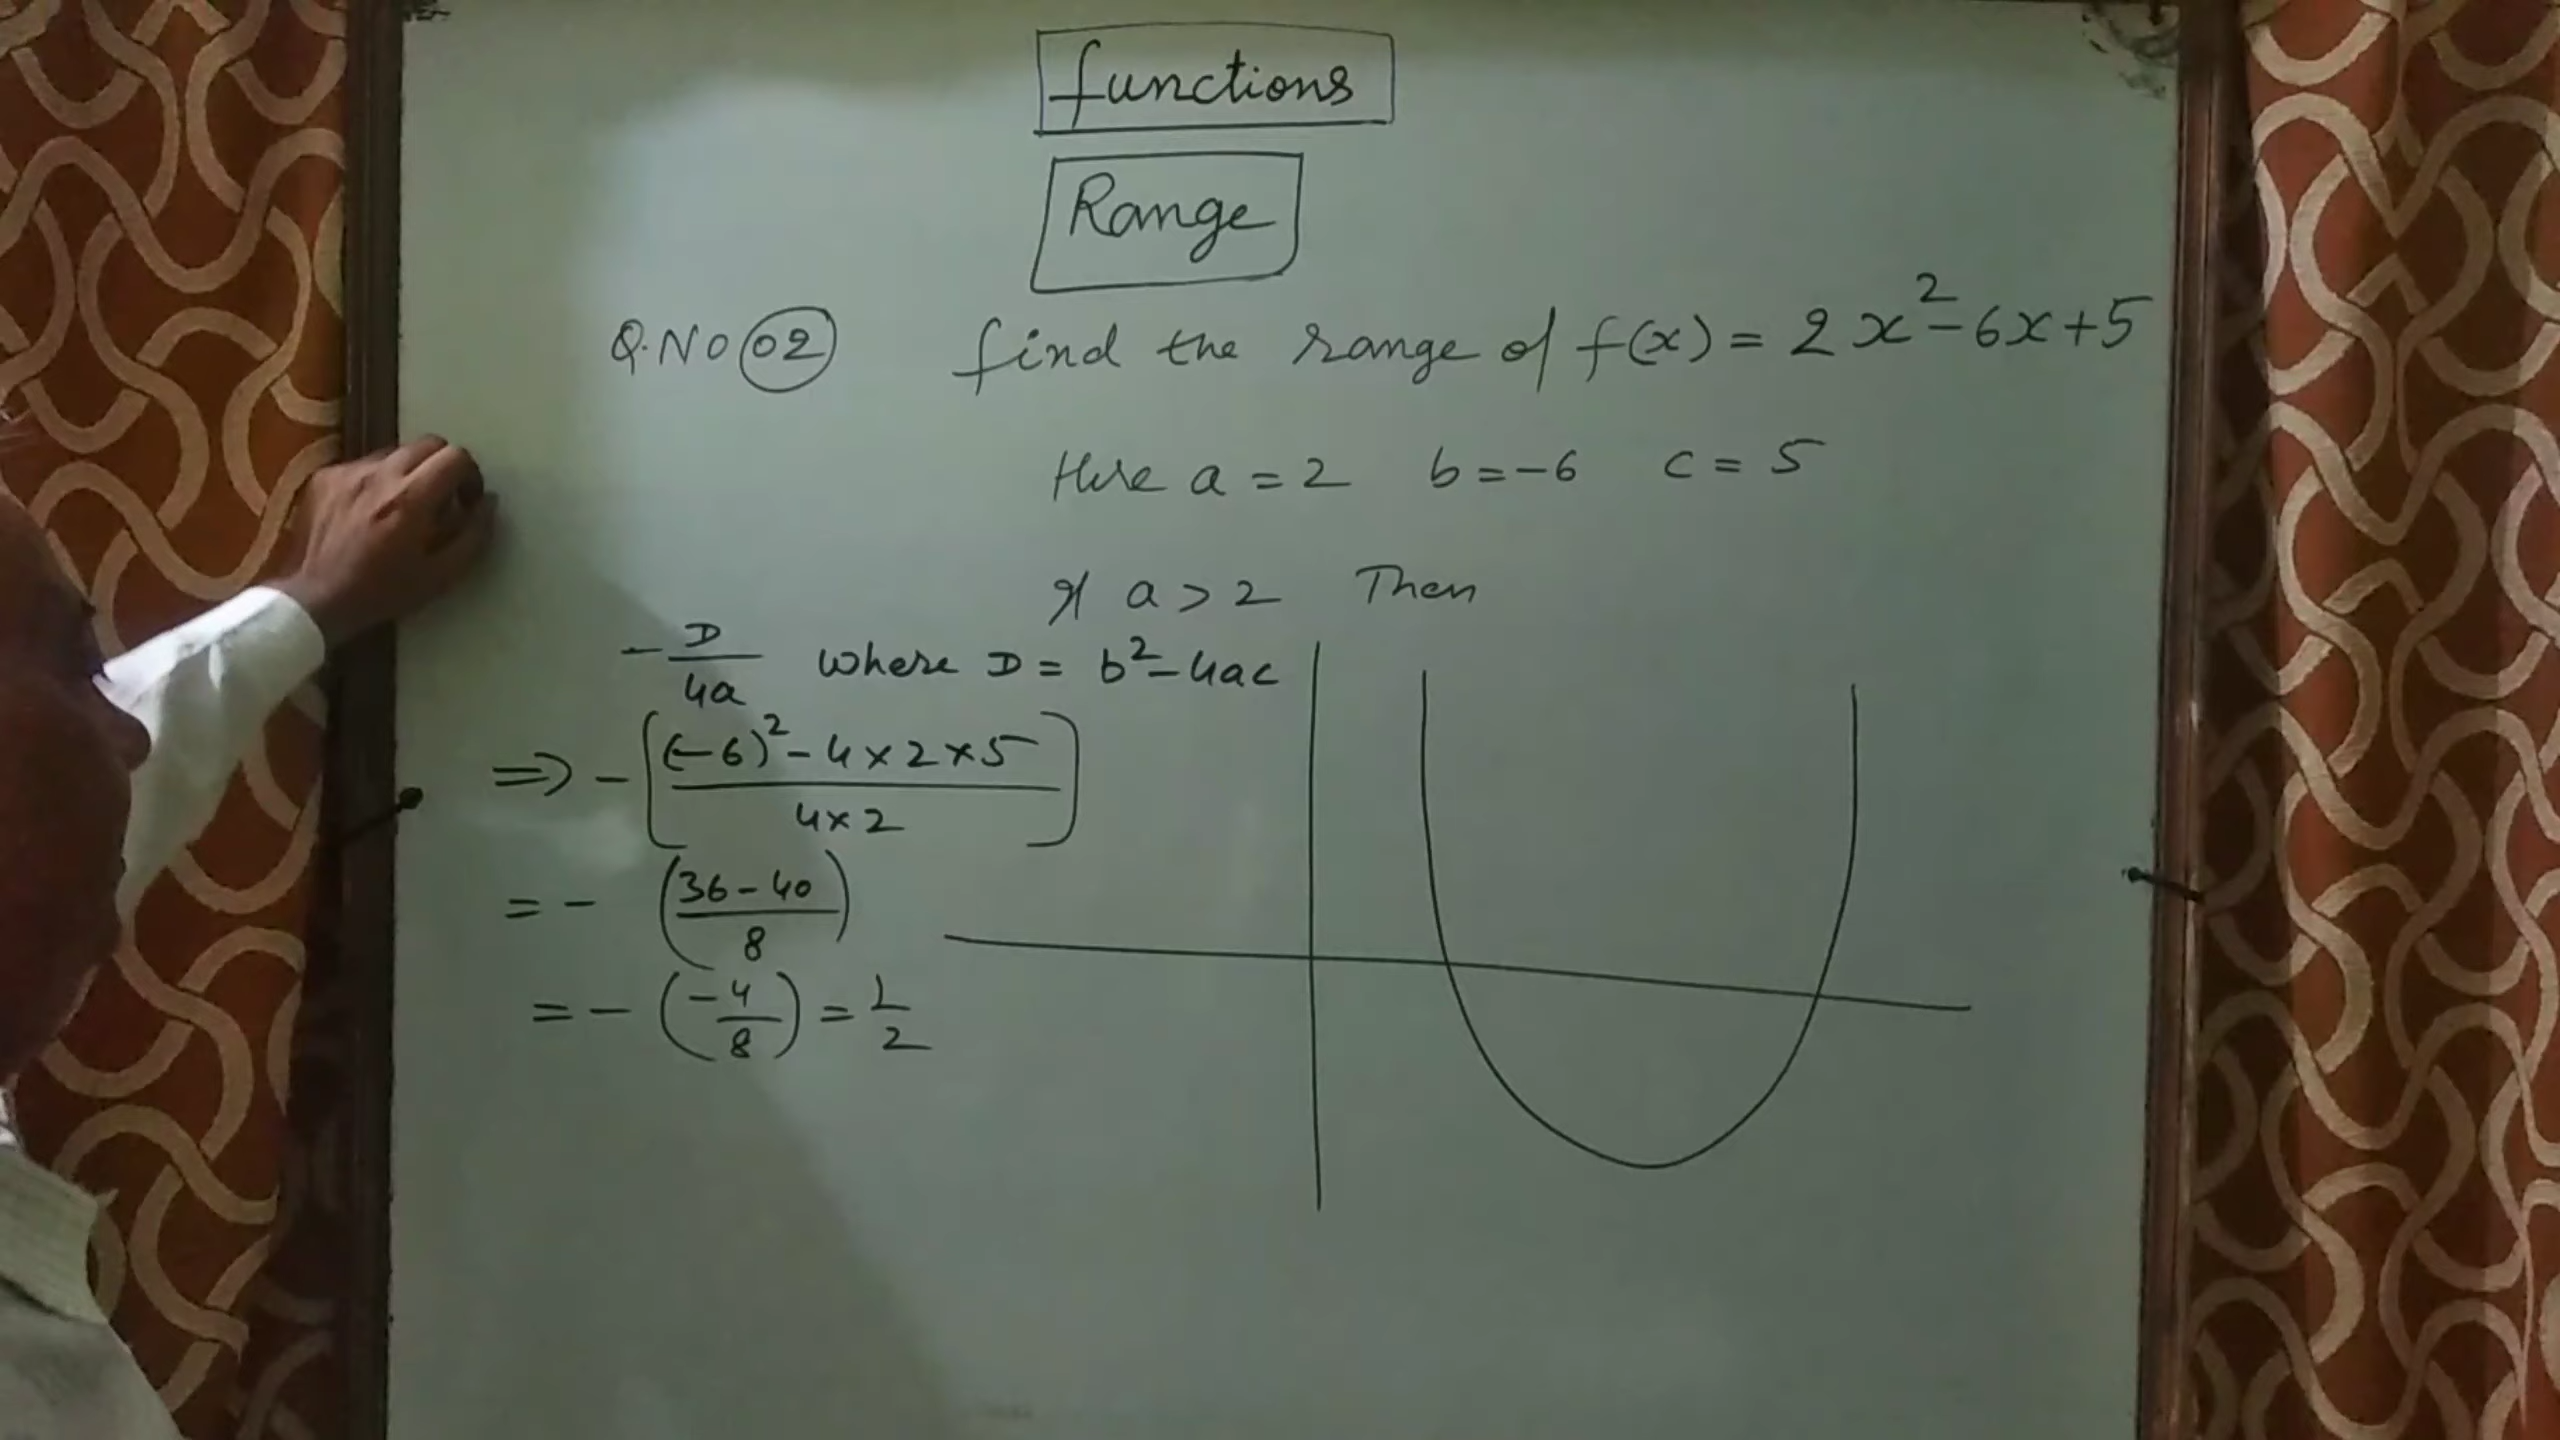 functions
Range
Q.NO 02 find the range of f(x) = 2x²-6x+5
Here a = 2 b = -6 c = 5
If a > 2 Then
-D/4a where D = b²-4ac
⇒ -[((-6)²-4×2×5)/(4×2)]
= - ((36-40)/8)
= - (-4/8) = 1/2